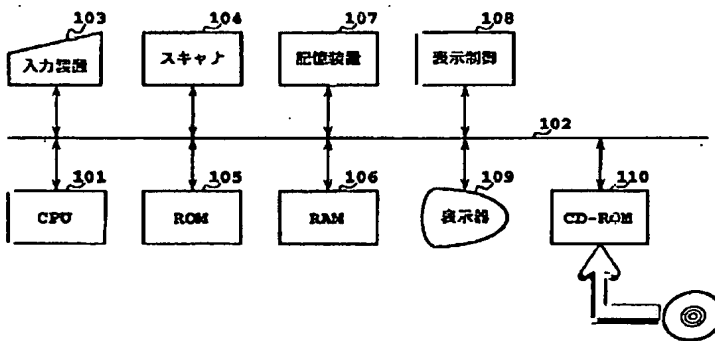 103
104
107
108
入力装置
スキャナ
記憶装置
表示制御
102
101
105
106
109
110
CPU
ROM
RAM
表示器
CD-ROM